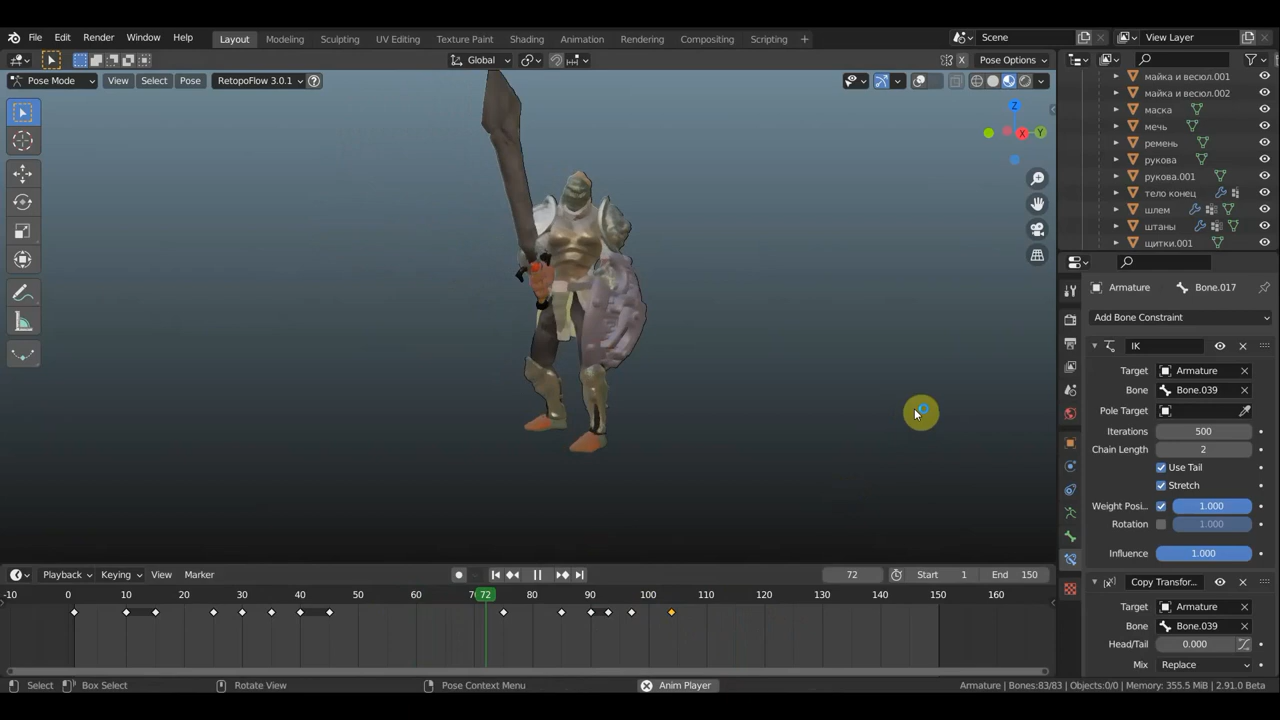 File Edit Render Window Help Layout Modeling Sculpting UV Editing Texture Paint Shading Animation Rendering Compositing Scripting + Scene View Layer
Global Pose Options
Pose Mode View Select Pose RetopoFlow 3.0.1
майка и весюл.001
майка и весюл.002
маска
мечь
ремень
рукова
рукова.001
тело конец
шлем
штаны
щитки.001
Z
X
Y
Armature Bone.017
Add Bone Constraint
IK
Target Armature
Bone Bone.039
Pole Target
Iterations 500
Chain Length 2
Use Tail
Stretch
Weight Posi... 1.000
Rotation 1.000
Influence 1.000
Copy Transfor...
Target Armature
Bone Bone.039
Head/Tail 0.000
Mix Replace
Playback Keying View Marker 72 Start 1 End 150
-10 0 10 20 30 40 50 72 80 90 100 110 120 130 140 150 160
Select Box Select Rotate View Pose Context Menu Anim Player Armature | Bones:83/83 | Objects:0/0 | Memory: 355.5 MiB | 2.91.0 Beta